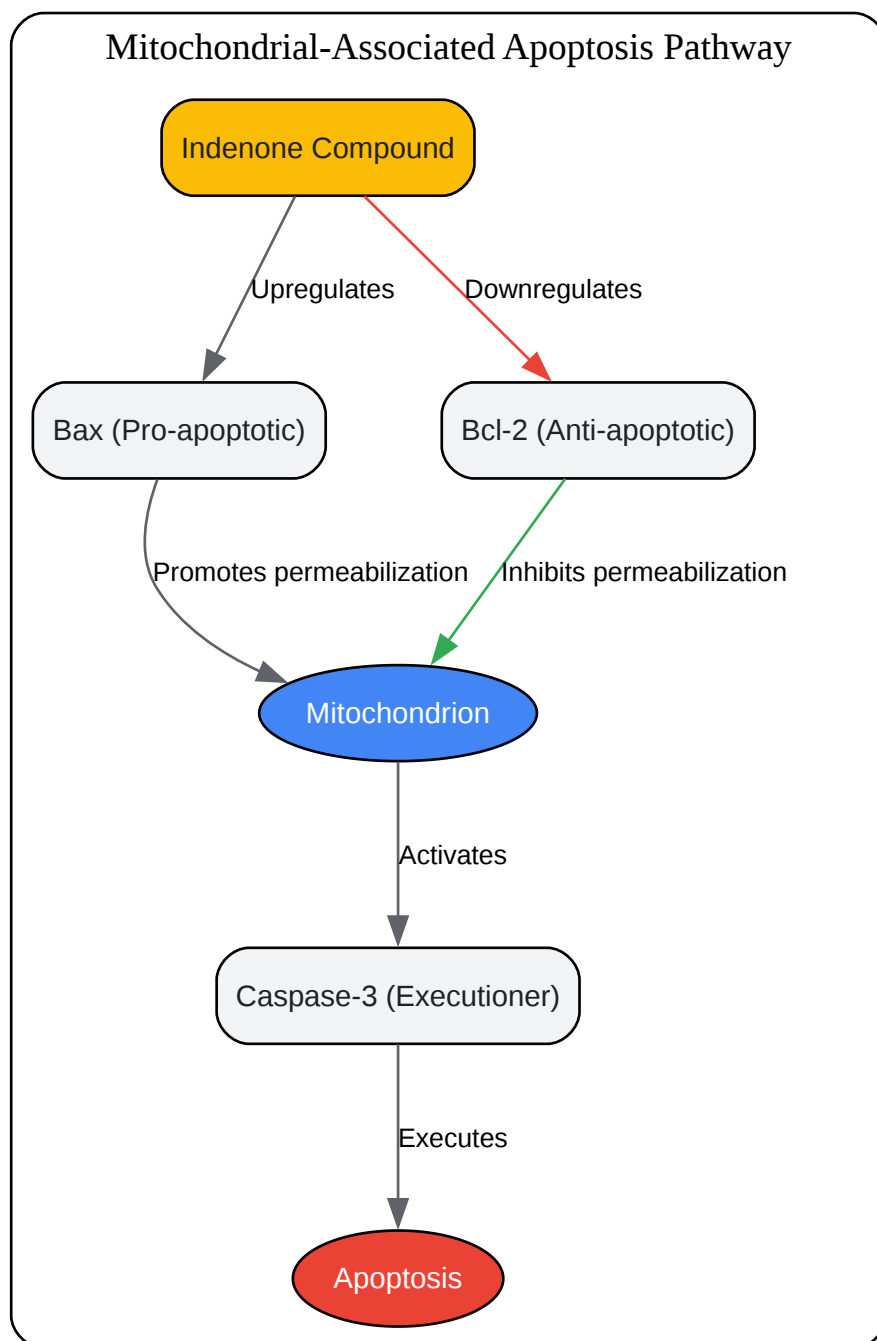 Mitochondrial-Associated Apoptosis Pathway
Indenone Compound
Upregulates
Downregulates
Bax (Pro-apoptotic)
Bcl-2 (Anti-apoptotic)
Promotes permeabilization
Inhibits permeabilization
Mitochondrion
Activates
Caspase-3 (Executioner)
Executes
Apoptosis